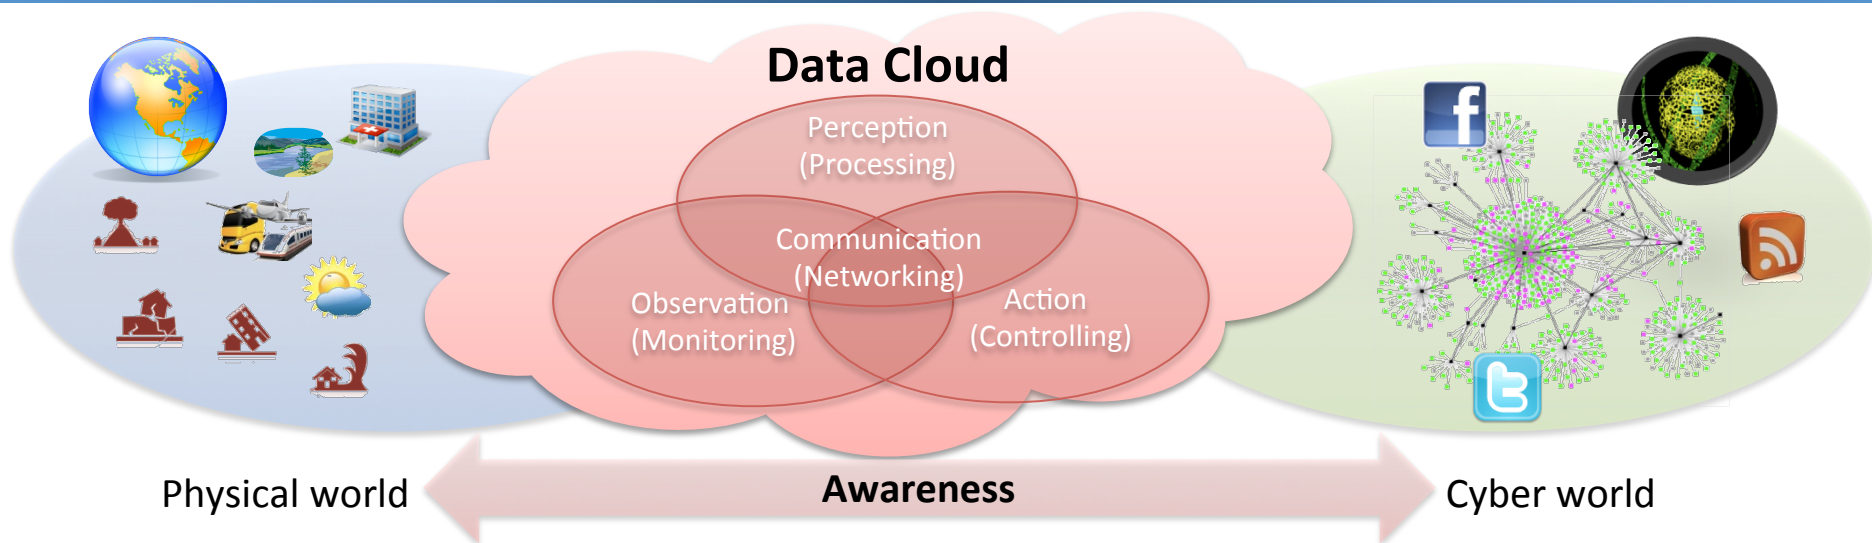 Data Cloud
Perception
(Processing)
Communication
(Networking)
Observation
(Monitoring)
Action
(Controlling)
Physical world
Awareness
Cyber world